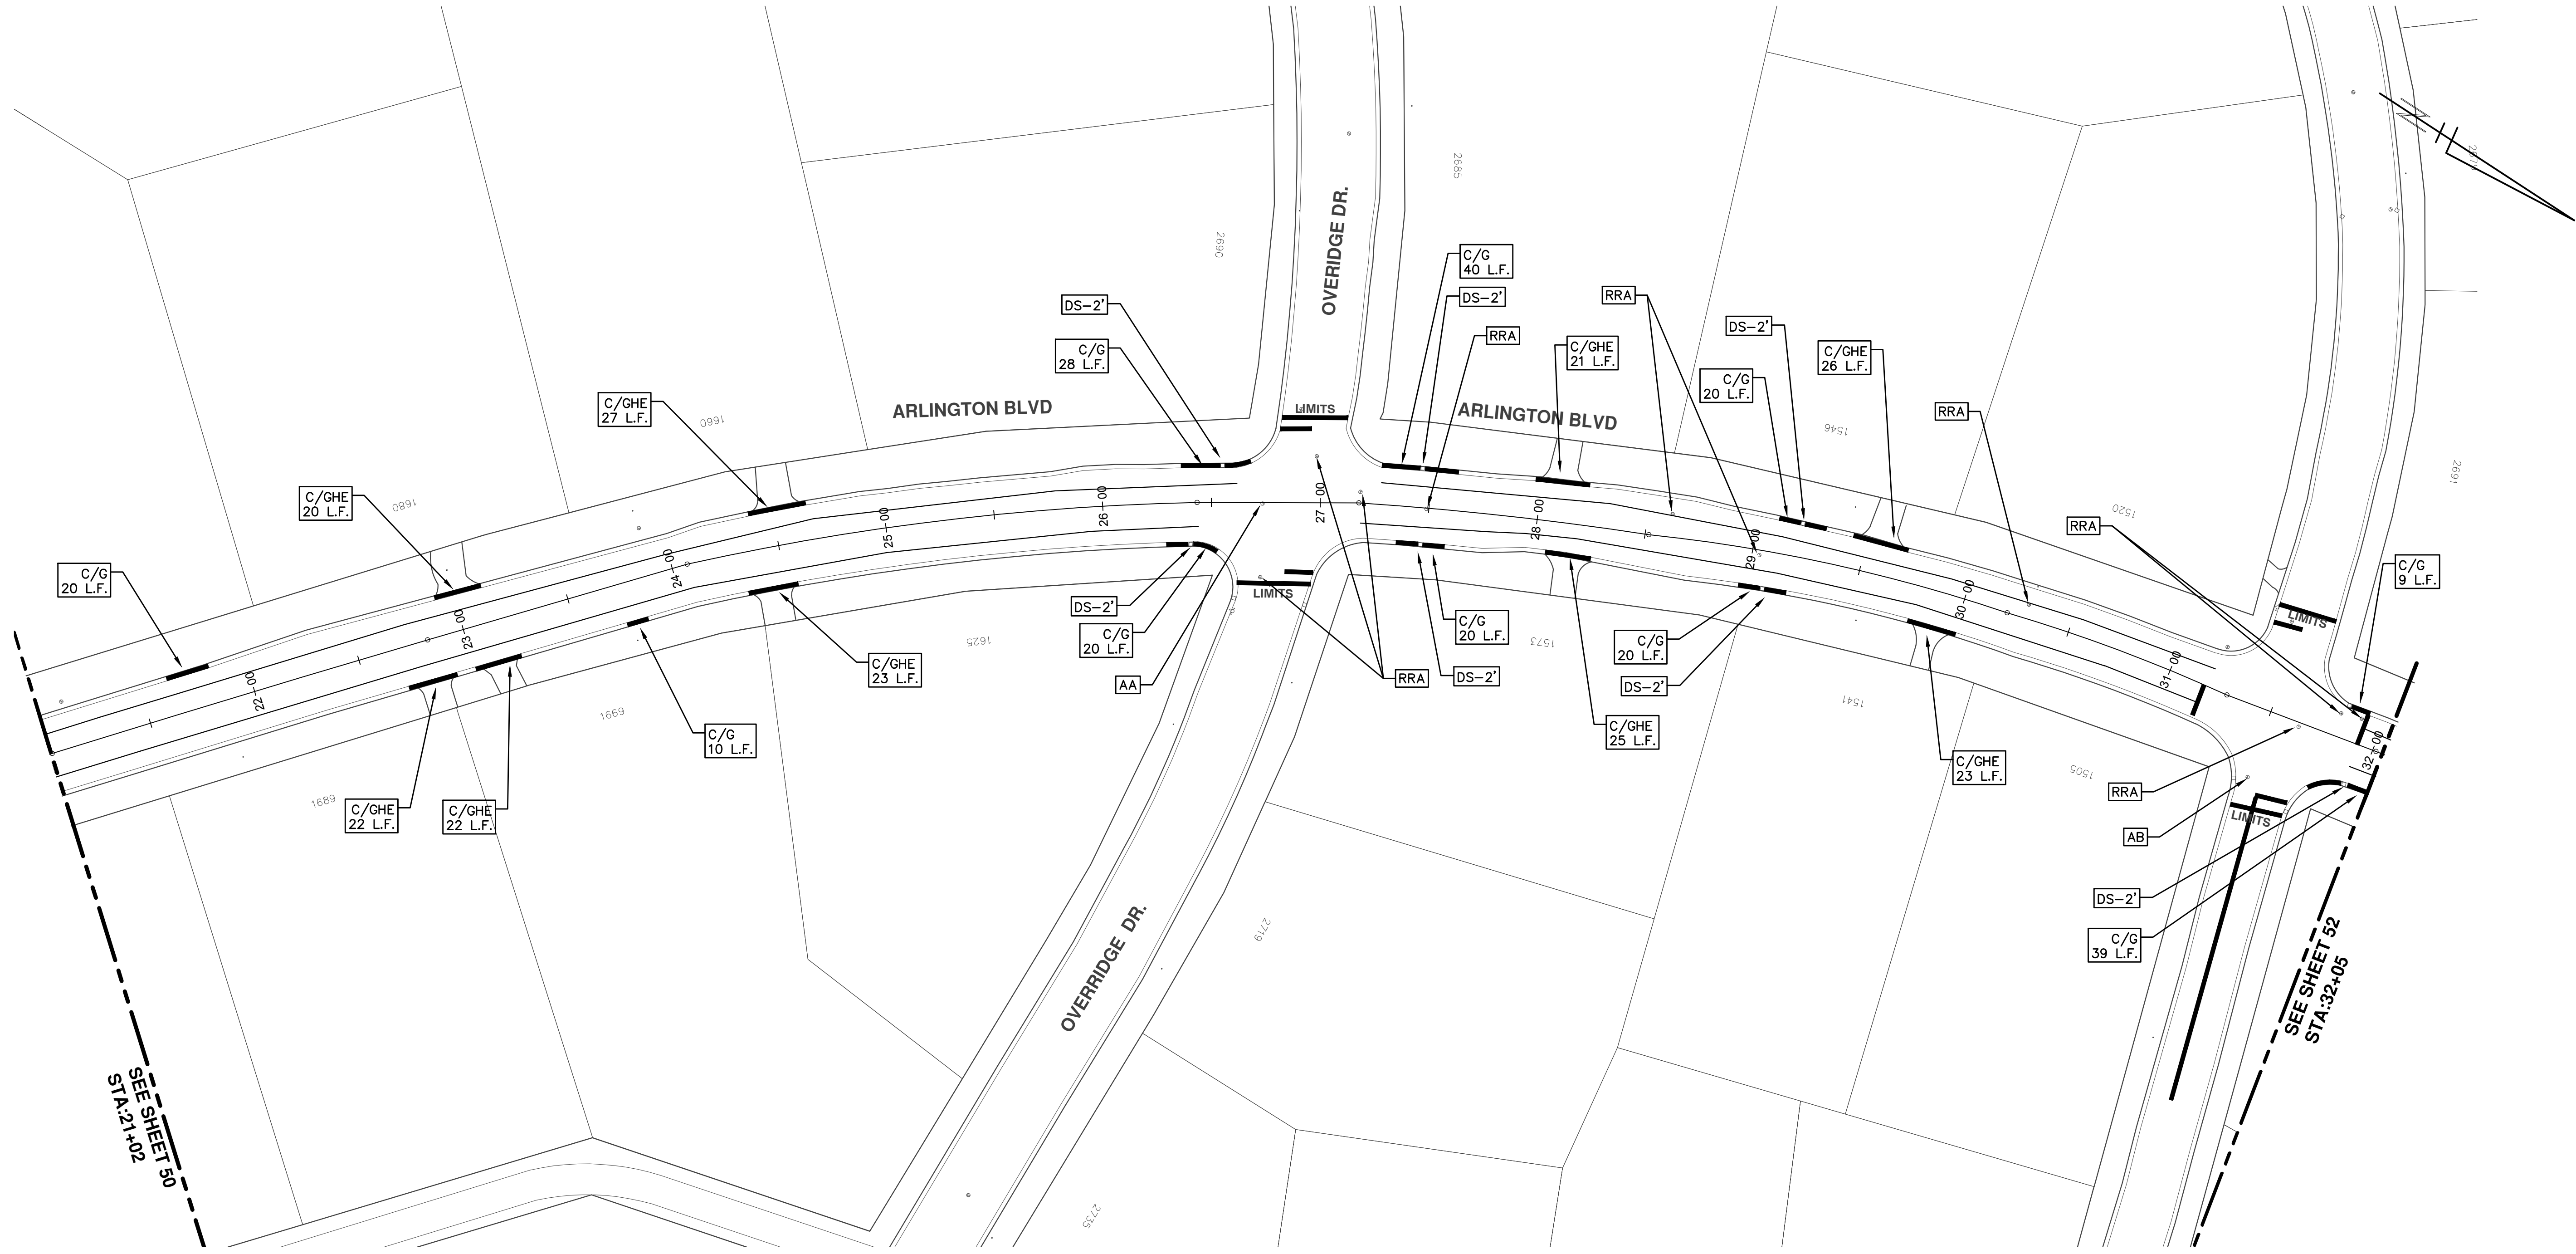 2685
2690
OVERIDGE DR.
C/G
40 L.F.
DS-2'
RRA
DS-2'
C/G
28 L.F.
C/GHE
21 L.F.
RRA
DS-2'
C/GHE
26 L.F.
C/G
20 L.F.
RRA
C/GHE
27 L.F.
1660
ARLINGTON BLVD
LIMITS
ARLINGTON BLVD
1546
2691
1520
C/GHE
20 L.F.
1680
C/G
20 L.F.
RRA
C/G
9 L.F.
LIMITS
22-00
23-00
24-00
25-00
26-00
27-00
28-00
29-00
30-00
31-00
32-00
LIMITS
1689
1699
1625
1573
1541
1505
C/GHE
22 L.F.
C/GHE
22 L.F.
C/G
10 L.F.
C/GHE
23 L.F.
DS-2'
C/G
20 L.F.
AA
RRA
C/G
20 L.F.
DS-2'
C/G
20 L.F.
DS-2'
C/GHE
25 L.F.
C/GHE
23 L.F.
RRA
LIMITS
AB
DS-2'
C/G
39 L.F.
2719
OVERRIDGE DR.
SEE SHEET 52
STA:32+05
SEE SHEET 50
STA:21+02
2735